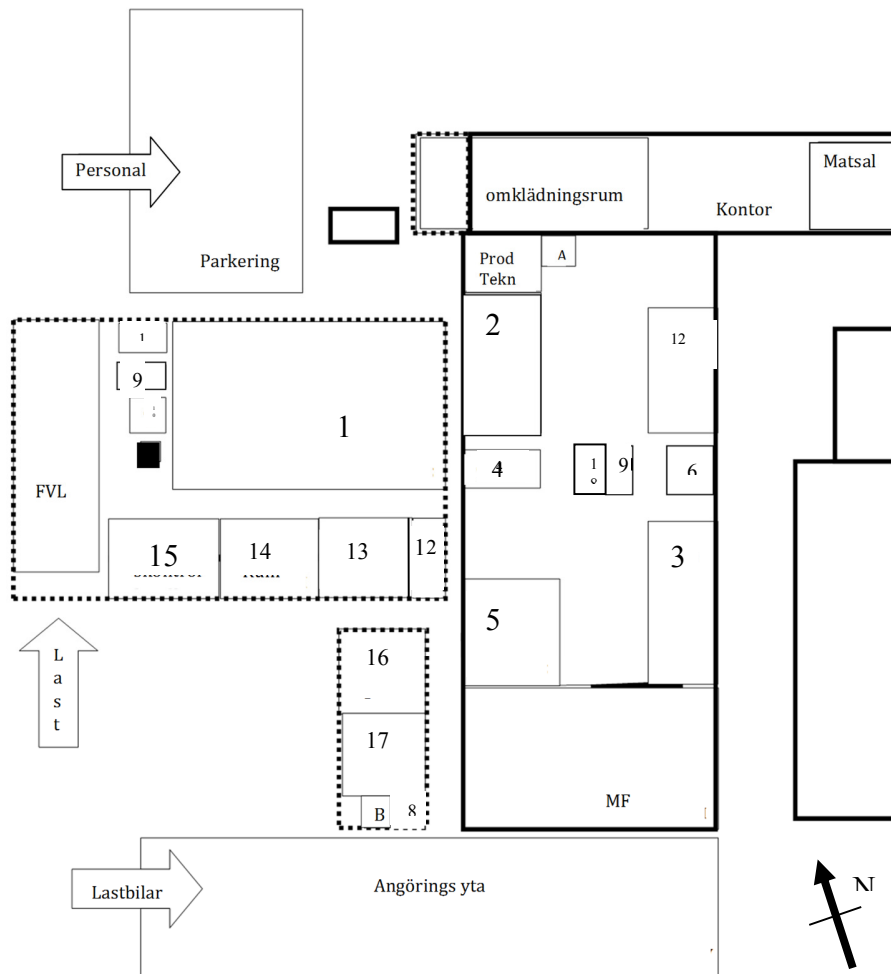 Personal
Parkering
omklädningsrum
Kontor
Matsal
Prod
Tekn
A
2
12
1
9
1
4
1
9
6
FVL
15
14
13
12
3
5
L
a
s
t
16
17
B
8
MF
Lastbilar
Angörings yta
N